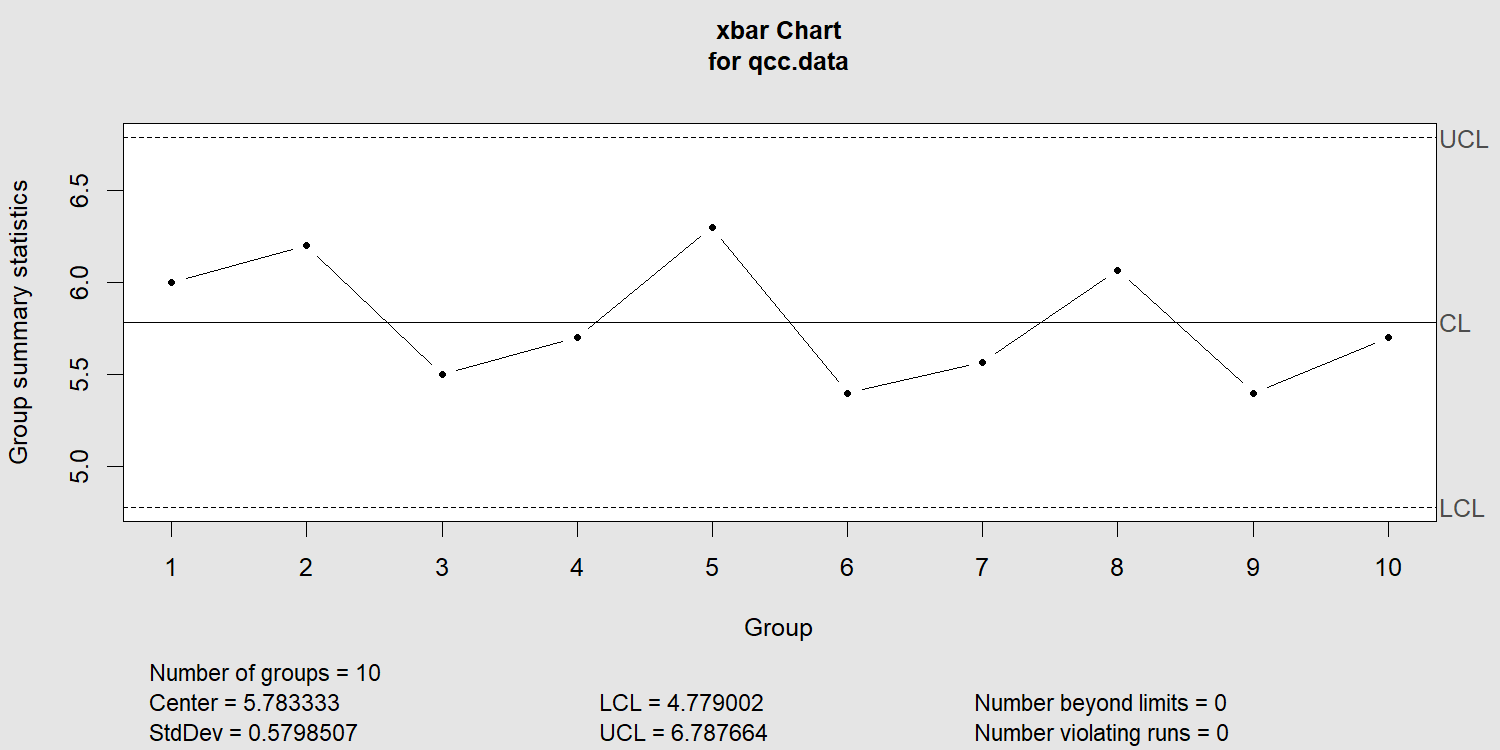 xbar Chart
for qcc.data
UCL
CL
LCL
Group summary statistics
6.5
6.0
5.5
5.0
1 2 3 4 5 6 7 8 9 10
Group
Number of groups = 10
Center = 5.783333 LCL = 4.779002 Number beyond limits = 0
StdDev = 0.5798507 UCL = 6.787664 Number violating runs = 0